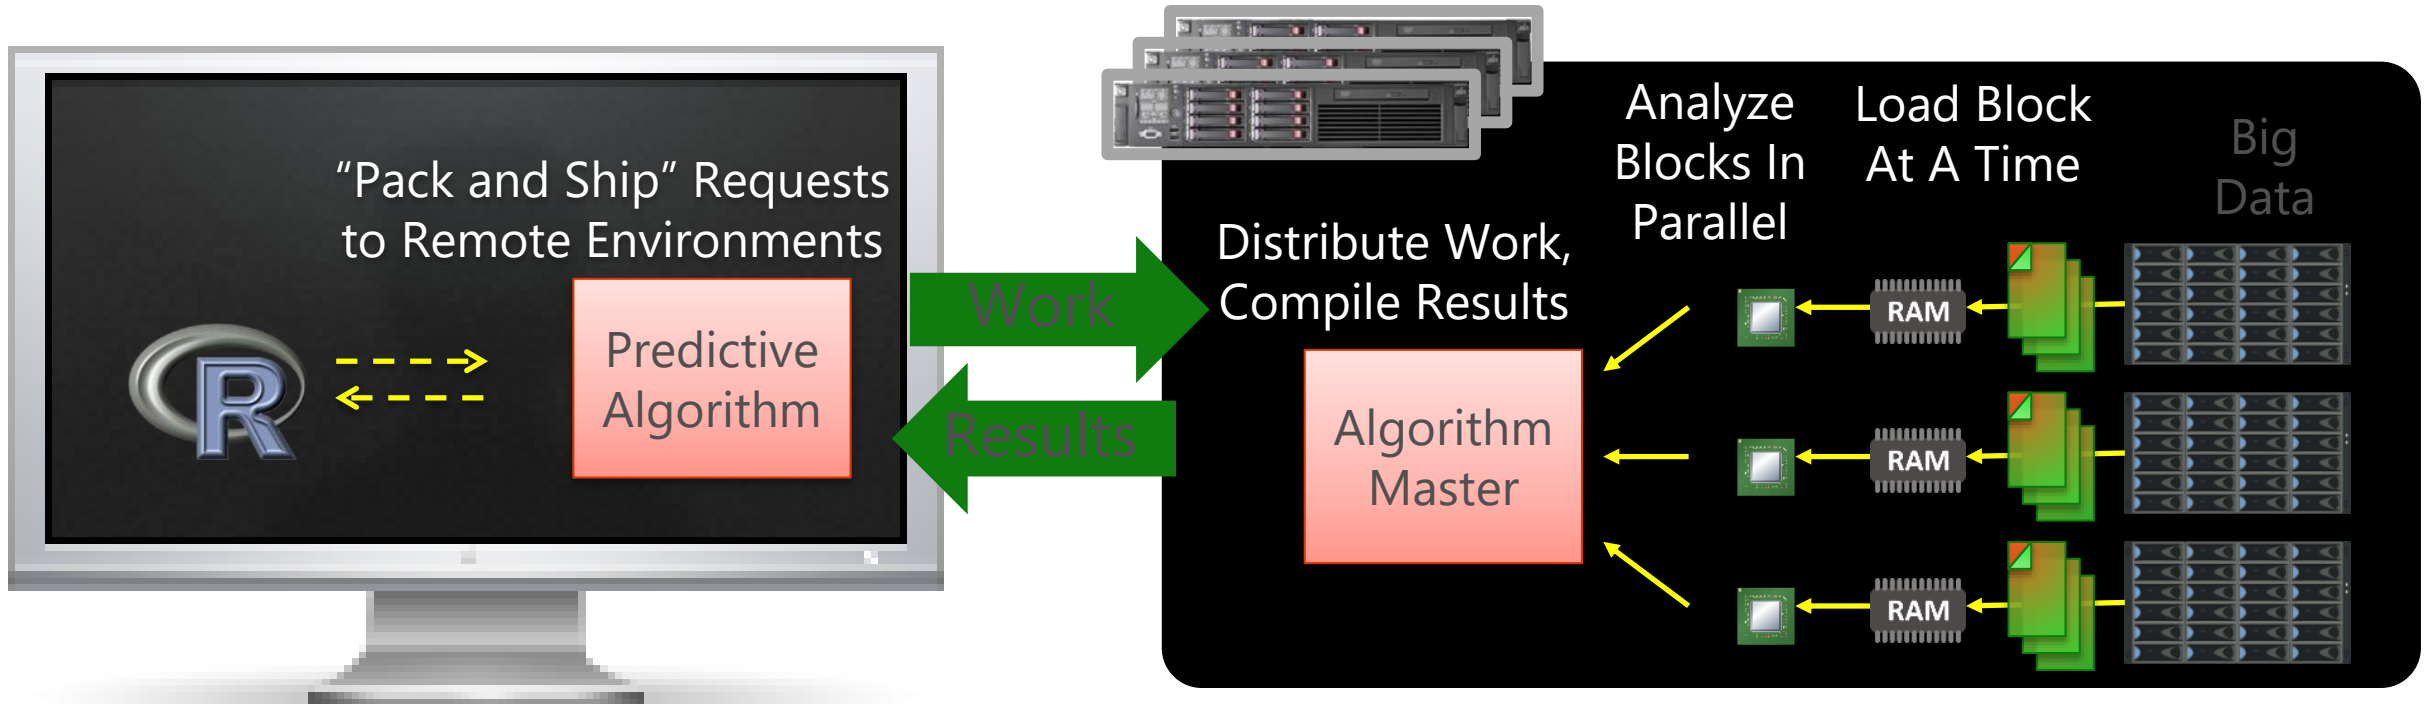 “Pack and Ship” Requests
to Remote Environments
R
Predictive
Algorithm
Work
Results
Distribute Work,
Compile Results
Algorithm
Master
Analyze
Blocks In
Parallel
Load Block
At A Time
Big
Data
RAM
RAM
RAM